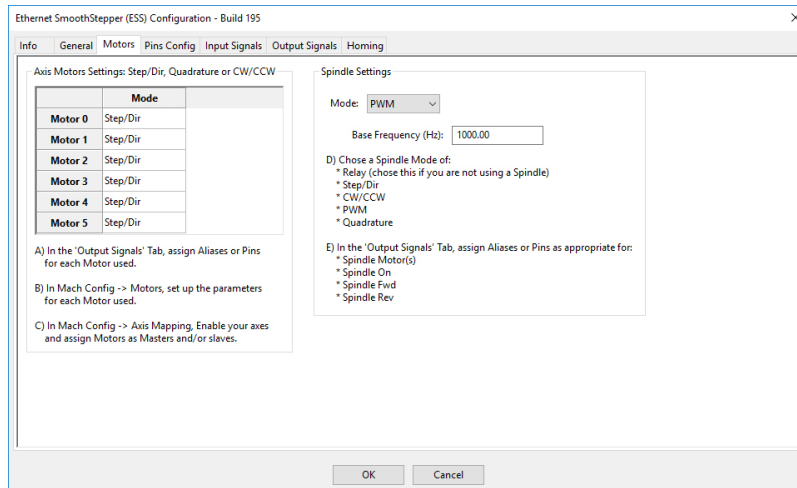 Ethernet SmoothStepper (ESS) Configuration - Build 195
Info General Motors Pins Config Input Signals Output Signals Homing
Axis Motors Settings: Step/Dir, Quadrature or CW/CCW
Mode
Motor 0 Step/Dir
Motor 1 Step/Dir
Motor 2 Step/Dir
Motor 3 Step/Dir
Motor 4 Step/Dir
Motor 5 Step/Dir
A) In the 'Output Signals' Tab, assign Aliases or Pins
for each Motor used.
B) In Mach Config -> Motors, set up the parameters
for each Motor used.
C) In Mach Config -> Axis Mapping, Enable your axes
and assign Motors as Masters and/or slaves.
Spindle Settings
Mode: PWM
Base Frequency (Hz): 1000.00
D) Chose a Spindle Mode of:
* Relay (chose this if you are not using a Spindle)
* Step/Dir
* CW/CCW
* PWM
* Quadrature
E) In the 'Output Signals' Tab, assign Aliases or Pins as appropriate for:
* Spindle Motor(s)
* Spindle On
* Spindle Fwd
* Spindle Rev
OK Cancel